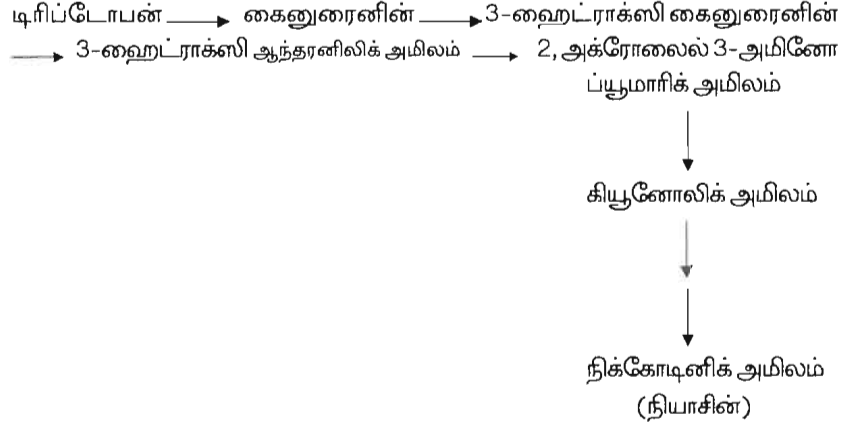 டிரிப்டோபன் → கைனுரைனின் → 3-ஹைட்ராக்ஸி கைனுரைனின்
→ 3-ஹைட்ராக்ஸி ஆந்தரனிலிக் அமிலம் → 2, அக்ரோலைல் 3-அமினோ
ப்யூமாரிக் அமிலம்
கியூனோலிக் அமிலம்
நிக்கோடினிக் அமிலம்
(நியாசின்)